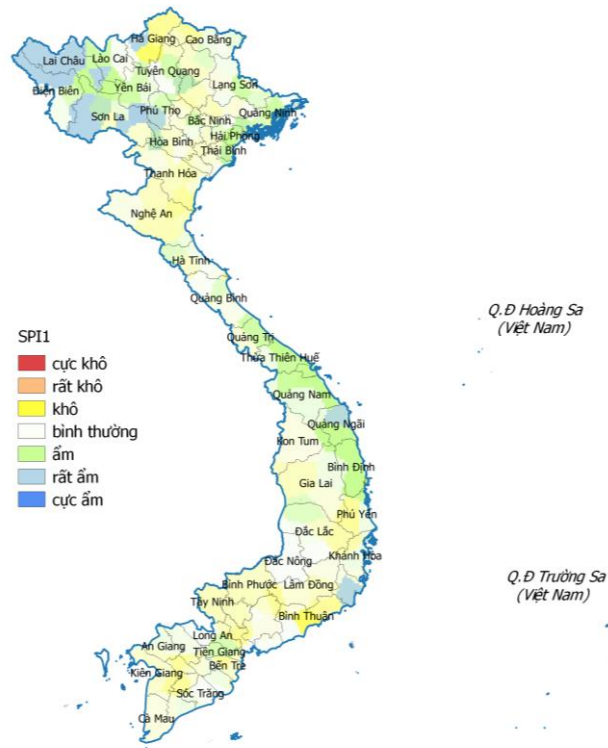 Hà Giang
Cao Bằng
Lai Châu
Lào Cai
Tuyên Quang
Điện Biên
Yên Bái
Lạng Sơn
Sơn La
Phú Thọ
Bắc Ninh
Quảng Ninh
Hòa Bình
Hải Phòng
Thái Bình
Thanh Hóa
Nghệ An
Hà Tĩnh
Quảng Bình
Q.Đ Hoàng Sa
(Việt Nam)
SPI1
cực khô
rất khô
khô
bình thường
ẩm
rất ẩm
cực ẩm
Quảng Trị
Thừa Thiên Huế
Quảng Nam
Quảng Ngãi
Kon Tum
Bình Định
Gia Lai
Phú Yên
Đắc Lắc
Khánh Hòa
Đắc Nông
Q.Đ Trường Sa
(Việt Nam)
Bình Phước
Lâm Đồng
Tây Ninh
Bình Thuận
Long An
An Giang
Tiền Giang
Bến Tre
Kiên Giang
Sóc Trăng
Cà Mau